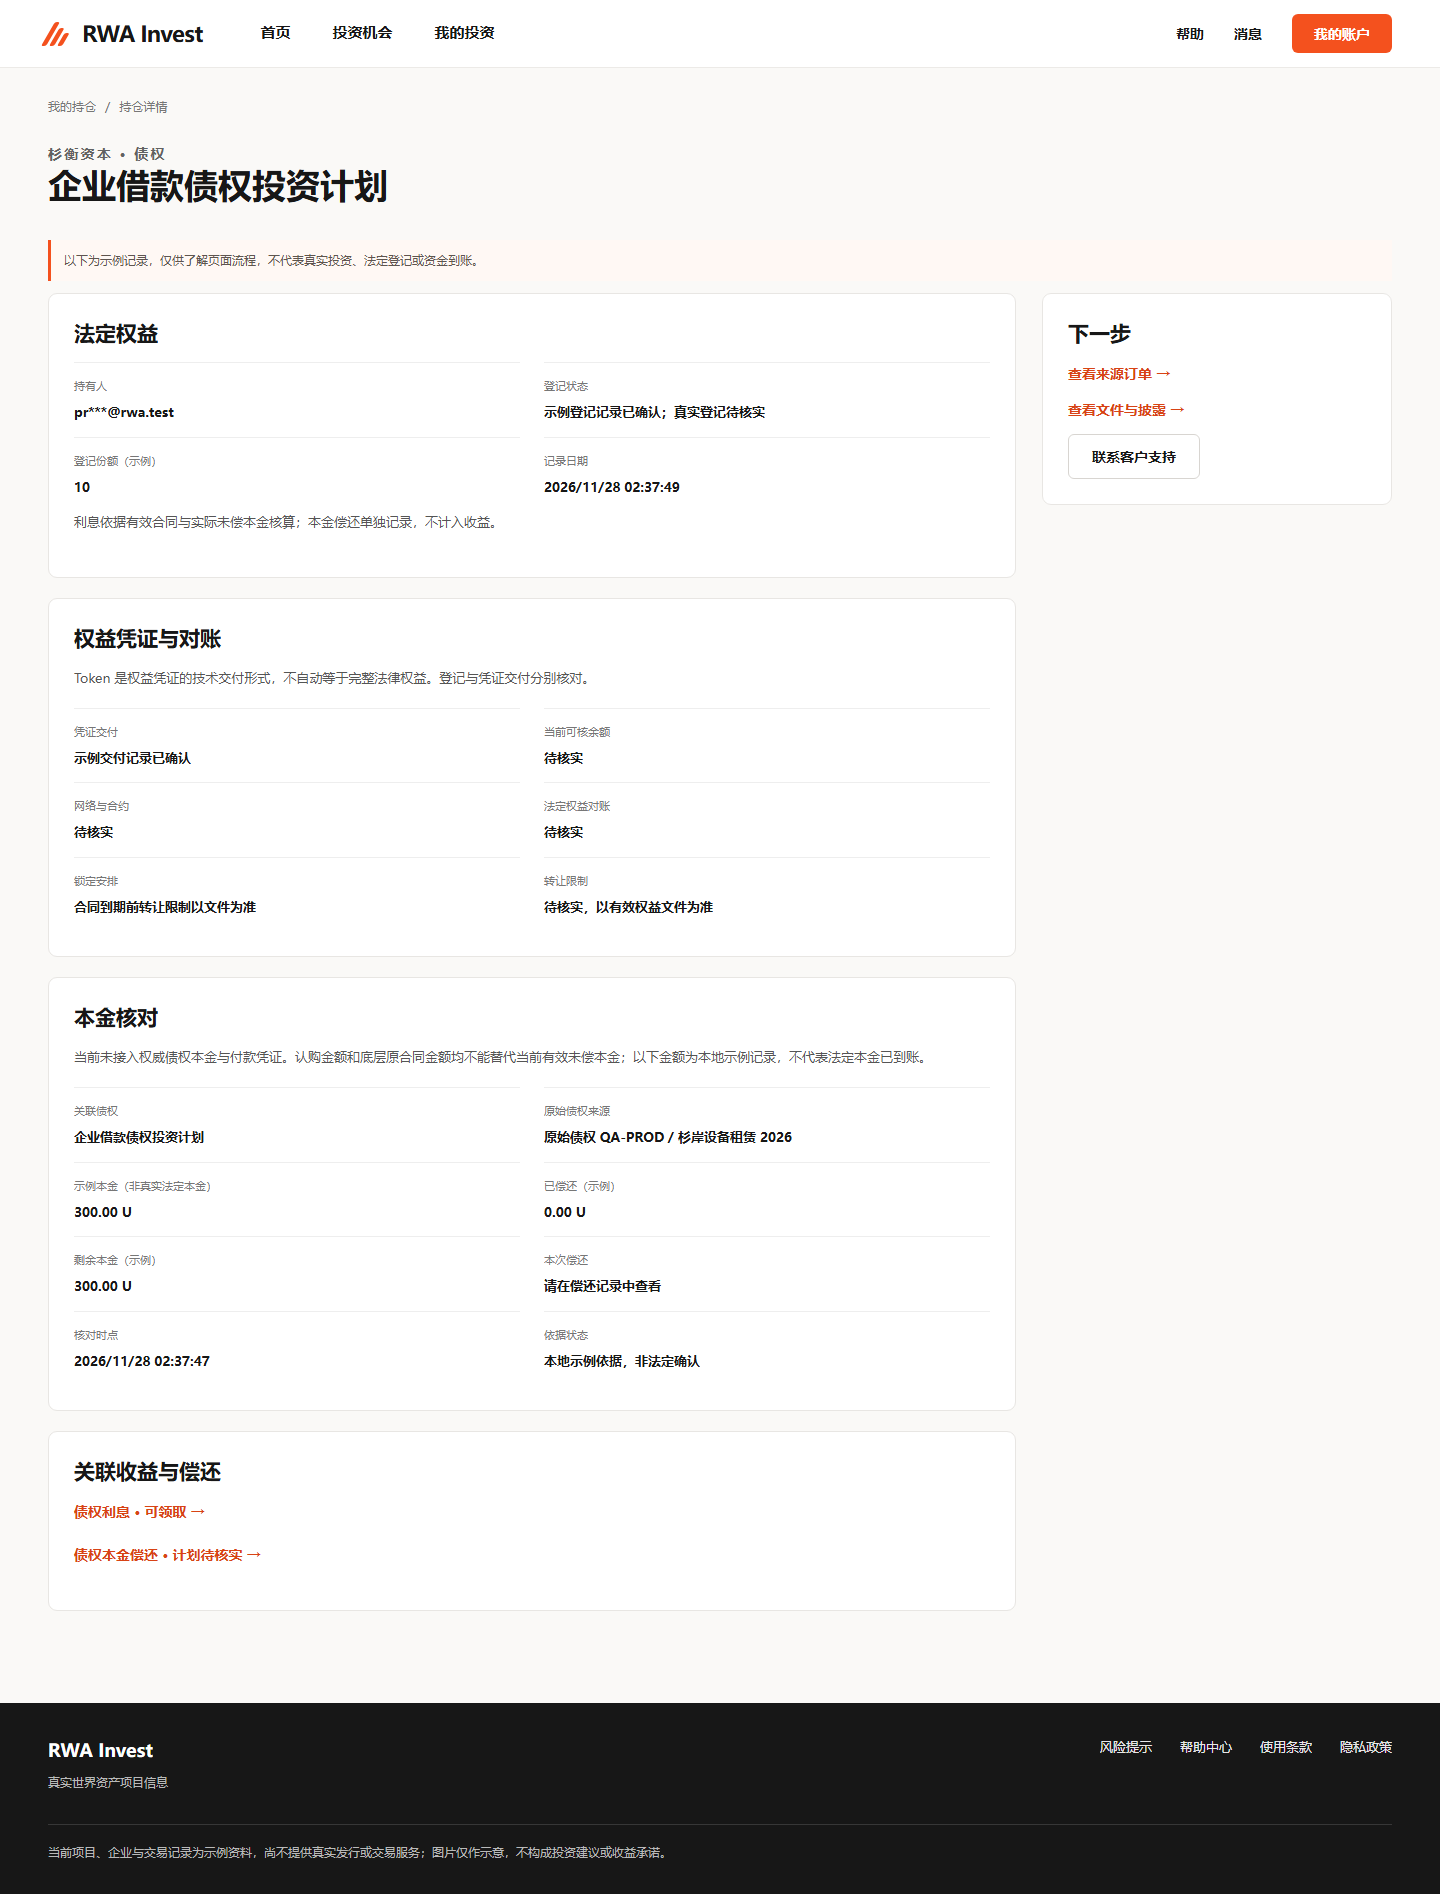 RWA Invest
首页
投资机会
我的投资
帮助
消息
我的账户
我的持仓 / 持仓详情
杉衡资本 • 债权
企业借款债权投资计划
以下为示例记录，仅供了解页面流程，不代表真实投资、法定登记或资金到账。
法定权益
持有人
pr***@rwa.test
登记状态
示例登记记录已确认；真实登记待核实
登记份额（示例）
10
记录日期
2026/11/28 02:37:49
利息依据有效合同与实际未偿本金核算；本金偿还单独记录，不计入收益。
下一步
查看来源订单 →
查看文件与披露 →
联系客户支持
权益凭证与对账
Token 是权益凭证的技术交付形式，不自动等于完整法律权益。登记与凭证交付分别核对。
凭证交付
示例交付记录已确认
当前可核余额
待核实
网络与合约
待核实
法定权益对账
待核实
锁定安排
合同到期前转让限制以文件为准
转让限制
待核实，以有效权益文件为准
本金核对
当前未接入权威债权本金与付款凭证。认购金额和底层原合同金额均不能替代当前有效未偿本金；以下金额为本地示例记录，不代表法定本金已到账。
关联债权
企业借款债权投资计划
原始债权来源
原始债权 QA-PROD / 杉岸设备租赁 2026
示例本金（非真实法定本金）
300.00 U
已偿还（示例）
0.00 U
剩余本金（示例）
300.00 U
本次偿还
请在偿还记录中查看
核对时点
2026/11/28 02:37:47
依据状态
本地示例依据，非法定确认
关联收益与偿还
债权利息 • 可领取 →
债权本金偿还 • 计划待核实 →
RWA Invest
真实世界资产项目信息
风险提示
帮助中心
使用条款
隐私政策
当前项目、企业与交易记录为示例资料，尚不提供真实发行或交易服务；图片仅作示意，不构成投资建议或收益承诺。